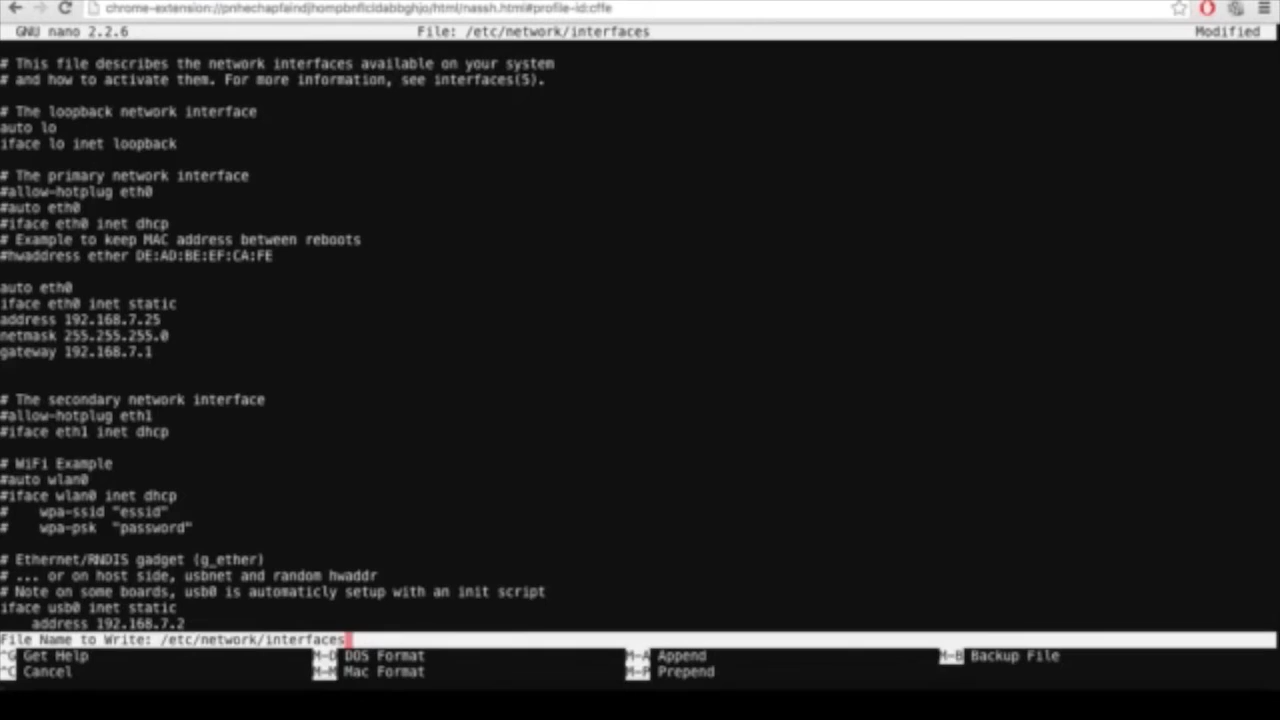 chrome-extension://pnhechapfaindjhompbnflcldabbghjo/html/nassh.html#profile-id:cffe
GNU nano 2.2.6 File: /etc/network/interfaces Modified
# This file describes the network interfaces available on your system
# and how to activate them. For more information, see interfaces(5).
# The loopback network interface
auto lo
iface lo inet loopback
# The primary network interface
#allow-hotplug eth0
#auto eth0
#iface eth0 inet dhcp
# Example to keep MAC address between reboots
#hwaddress ether DE:AD:BE:EF:CA:FE
auto eth0
iface eth0 inet static
address 192.168.7.25
netmask 255.255.255.0
gateway 192.168.7.1
# The secondary network interface
#allow-hotplug eth1
#iface eth1 inet dhcp
# WiFi Example
#auto wlan0
#iface wlan0 inet dhcp
#    wpa-ssid "essid"
#    wpa-psk  "password"
# Ethernet/RNDIS gadget (g_ether)
# ... or on host side, usbnet and random hwaddr
# Note on some boards, usb0 is automaticly setup with an init script
iface usb0 inet static
    address 192.168.7.2
File Name to Write: /etc/network/interfaces
^G Get Help M-D DOS Format M-A Append M-B Backup File
^C Cancel M-M Mac Format M-P Prepend